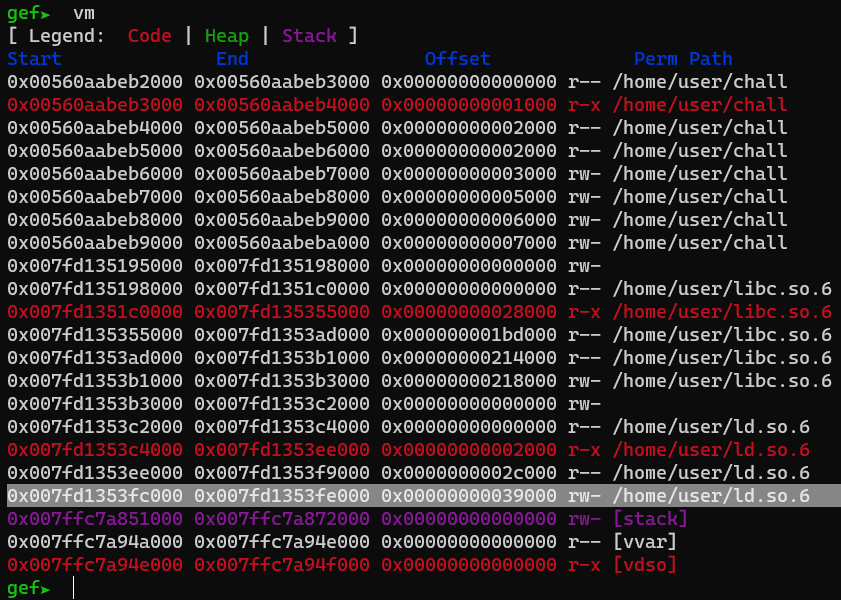 gef➤  vm
[ Legend:  Code | Heap | Stack ]
Start              End                Offset             Perm Path
0x00560aabeb2000 0x00560aabeb3000 0x00000000000000 r-- /home/user/chall
0x00560aabeb3000 0x00560aabeb4000 0x00000000001000 r-x /home/user/chall
0x00560aabeb4000 0x00560aabeb5000 0x00000000002000 r-- /home/user/chall
0x00560aabeb5000 0x00560aabeb6000 0x00000000002000 r-- /home/user/chall
0x00560aabeb6000 0x00560aabeb7000 0x00000000003000 rw- /home/user/chall
0x00560aabeb7000 0x00560aabeb8000 0x00000000005000 rw- /home/user/chall
0x00560aabeb8000 0x00560aabeb9000 0x00000000006000 rw- /home/user/chall
0x00560aabeb9000 0x00560aabeba000 0x00000000007000 rw- /home/user/chall
0x007fd135195000 0x007fd135198000 0x00000000000000 rw-
0x007fd135198000 0x007fd1351c0000 0x00000000000000 r-- /home/user/libc.so.6
0x007fd1351c0000 0x007fd135355000 0x00000000028000 r-x /home/user/libc.so.6
0x007fd135355000 0x007fd1353ad000 0x000000001bd000 r-- /home/user/libc.so.6
0x007fd1353ad000 0x007fd1353b1000 0x00000000214000 r-- /home/user/libc.so.6
0x007fd1353b1000 0x007fd1353b3000 0x00000000218000 rw- /home/user/libc.so.6
0x007fd1353b3000 0x007fd1353c2000 0x00000000000000 rw-
0x007fd1353c2000 0x007fd1353c4000 0x00000000000000 r-- /home/user/ld.so.6
0x007fd1353c4000 0x007fd1353ee000 0x00000000002000 r-x /home/user/ld.so.6
0x007fd1353ee000 0x007fd1353f9000 0x0000000002c000 r-- /home/user/ld.so.6
0x007fd1353fc000 0x007fd1353fe000 0x00000000039000 rw- /home/user/ld.so.6
0x007ffc7a851000 0x007ffc7a872000 0x00000000000000 rw- [stack]
0x007ffc7a94a000 0x007ffc7a94e000 0x00000000000000 r-- [vvar]
0x007ffc7a94e000 0x007ffc7a94f000 0x00000000000000 r-x [vdso]
gef➤